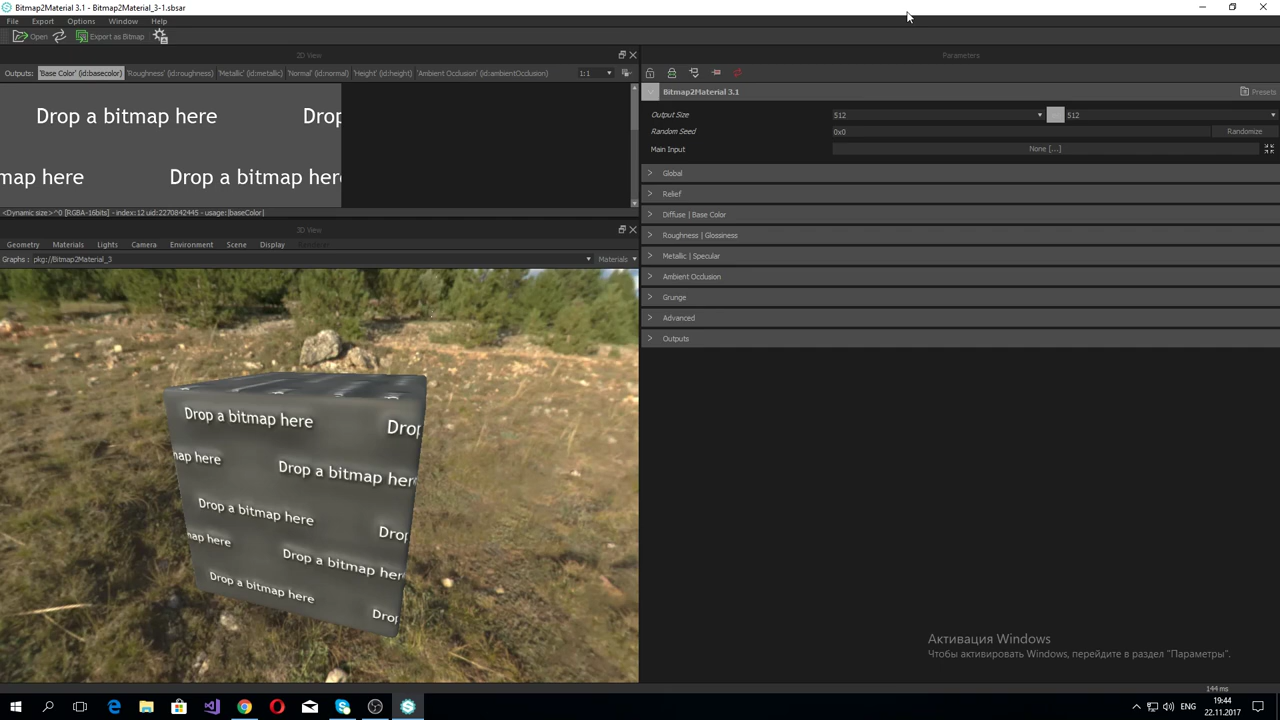 Bitmap2Material 3.1 - Bitmap2Material_3-1.sbsar
File Export Options Window Help
Open Export as Bitmap
2D View
Outputs: 'Base Color' (id:basecolor) 'Roughness' (id:roughness) 'Metallic' (id:metallic) 'Normal' (id:normal) 'Height' (id:height) 'Ambient Occlusion' (id:ambientOcclusion) 1:1
Drop a bitmap here Drop
map here Drop a bitmap here
<Dynamic size>^0 [RGBA-16bits] - index:12 uid:2270842445 - usage:|baseColor|
3D View
Geometry Materials Lights Camera Environment Scene Display
Graphs : pkg://Bitmap2Material_3 Materials
Drop a bitmap here Drop
map here Drop a bitmap here
Drop a bitmap here Drop
map here Drop a bitmap here
Drop a bitmap here Drop
Parameters
Bitmap2Material 3.1 Presets
Output Size 512 512
Random Seed 0x0 Randomize
Main Input None [...]
Global
Relief
Diffuse | Base Color
Roughness | Glossiness
Metallic | Specular
Ambient Occlusion
Grunge
Advanced
Outputs
Активация Windows
Чтобы активировать Windows, перейдите в раздел "Параметры".
144 ms
ENG
19:44
22.11.2017